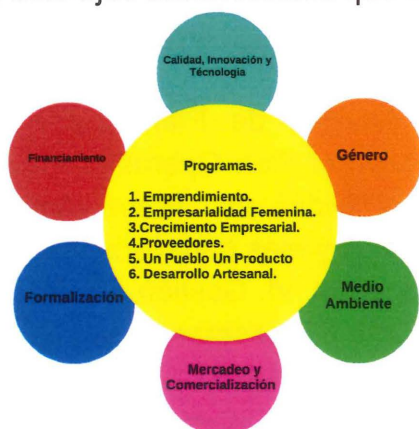 Calidad, Innovación y
Técnología
Financiamiento
Género
Programas.
1. Emprendimiento.
2. Empresarialidad Femenina.
3.Crecimiento Empresarial.
4.Proveedores.
5. Un Pueblo Un Producto
6. Desarrollo Artesanal.
Formalización
Medio
Ambiente
Mercadeo y
Comercialización